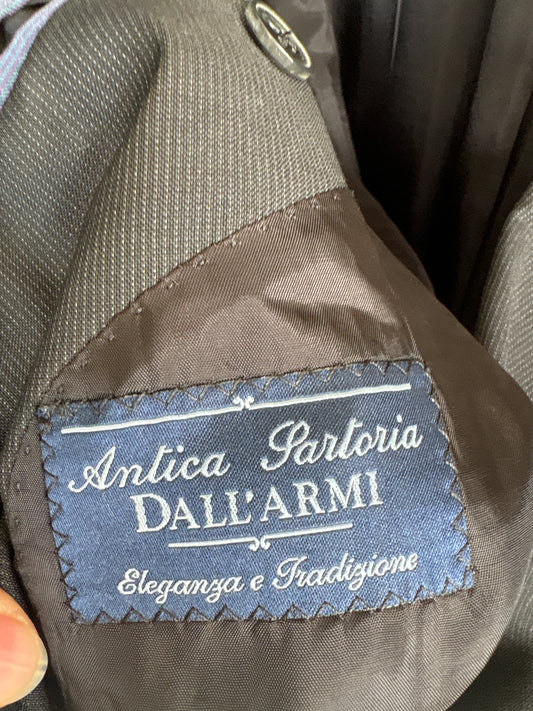 Antica Sartoria
DALL'ARMI
Eleganza e Tradizione